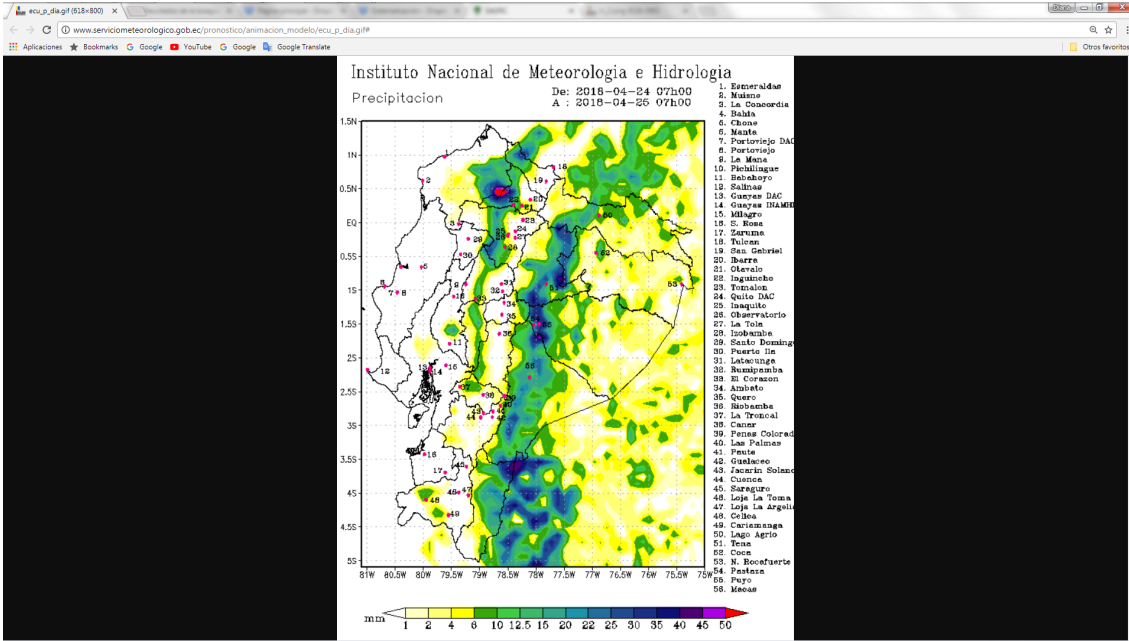 ecu_p_dia.gif (618×800)
www.serviciometeorologico.gob.ec/pronostico/animacion_modelo/ecu_p_dia.gif#
Aplicaciones Bookmarks Google YouTube Google Google Translate Otros favoritos
Instituto Nacional de Meteorologia e Hidrologia
Precipitacion
De: 2018-04-24 07h00
A : 2018-04-25 07h00
1. Esmeraldas
2. Muisne
3. La Concordia
4. Bahia
5. Chone
6. Manta
7. Portoviejo DAC
8. Portoviejo
9. La Mana
10. Pichilingue
11. Babahoyo
12. Salinas
13. Guayas DAC
14. Guayas INAMHI
15. Milagro
16. S. Rosa
17. Zaruma
18. Tulcan
19. San Gabriel
20. Ibarra
21. Otavalo
22. Inguincho
23. Tomalon
24. Quito DAC
25. Inaquito
26. Observatorio
27. La Tola
28. Izobamba
29. Santo Domingo
30. Puerto Ila
31. Latacunga
32. Rumipamba
33. El Corazon
34. Ambato
35. Quero
36. Riobamba
37. La Troncal
38. Canar
39. Penas Colorad
40. Las Palmas
41. Paute
42. Gualaceo
43. Jacarin Solano
44. Cuenca
45. Saraguro
46. Loja La Toma
47. Loja La Argelia
48. Celica
49. Cariamanga
50. Lago Agrio
51. Tena
52. Coca
53. N. Rocafuerte
54. Pastaza
55. Puyo
56. Macas
1.5N
1N
0.5N
EQ
0.5S
1S
1.5S
2S
2.5S
3S
3.5S
4S
4.5S
5S
81W 80.5W 80W 79.5W 79W 78.5W 78W 77.5W 77W 76.5W 76W 75.5W 75W
mm 1 2 4 6 10 12.5 15 20 22 25 30 35 40 45 50